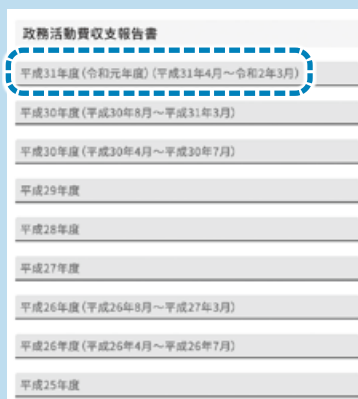 政務活動費収支報告書
平成31年度(令和元年度)(平成31年4月〜令和2年3月)
平成30年度(平成30年8月〜平成31年3月)
平成30年度(平成30年4月〜平成30年7月)
平成29年度
平成28年度
平成27年度
平成26年度(平成26年8月〜平成27年3月)
平成26年度(平成26年4月〜平成26年7月)
平成25年度